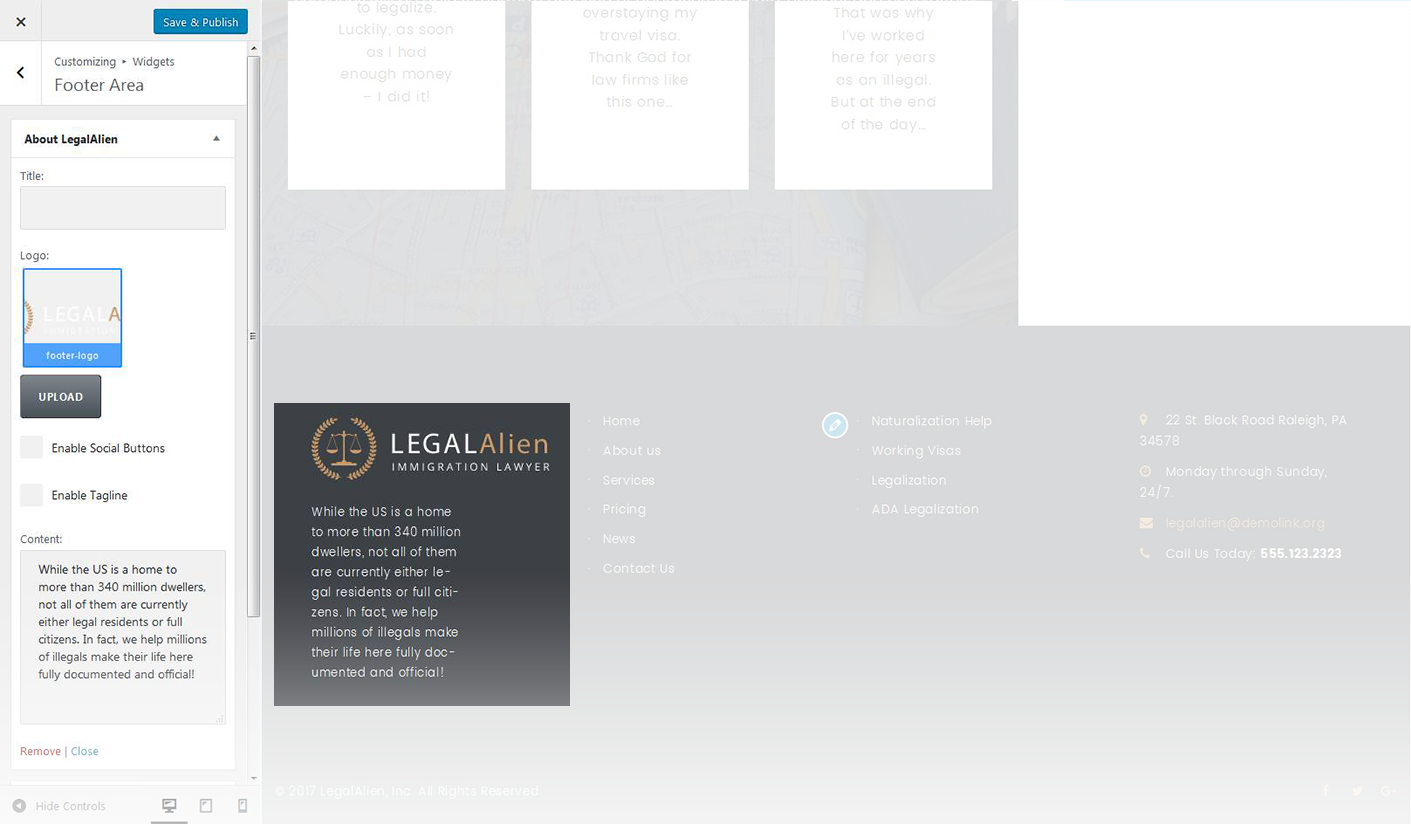 Save & Publish
Customizing ▸ Widgets
Footer Area
About LegalAlien
Title:
Logo:
LEGALA
footer-logo
UPLOAD
Enable Social Buttons
Enable Tagline
Content:
While the US is a home to
more than 340 million dwellers,
not all of them are currently
either legal residents or full
citizens. In fact, we help millions
of illegals make their life here
fully documented and official!
Remove | Close
Hide Controls
to legalize.
Luckily, as soon
as I had
enough money
– I did it!
overstaying my
travel visa.
Thank God for
law firms like
this one…
That was why
I've worked
here for years
as an illegal.
But at the end
of the day…
LEGALAlien
IMMIGRATION LAWYER
While the US is a home
to more than 340 million
dwellers, not all of them
are currently either le-
gal residents or full citi-
zens. In fact, we help
millions of illegals make
their life here fully doc-
umented and official!
Home
About us
Services
Pricing
News
Contact Us
Naturalization Help
Working Visas
Legalization
ADA Legalization
22 St. Black Road Raleigh, PA
34578
Monday through Sunday,
24/7.
legalalien@demolink.org
Call Us Today: 555.123.2323
© 2017 LegalAlien, Inc. All Rights Reserved